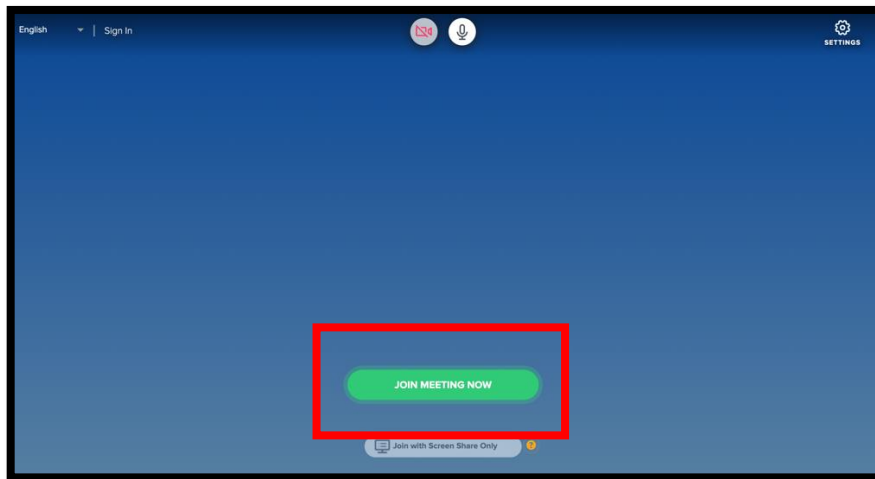 English | Sign In
SETTINGS
JOIN MEETING NOW
Join with Screen Share Only ?